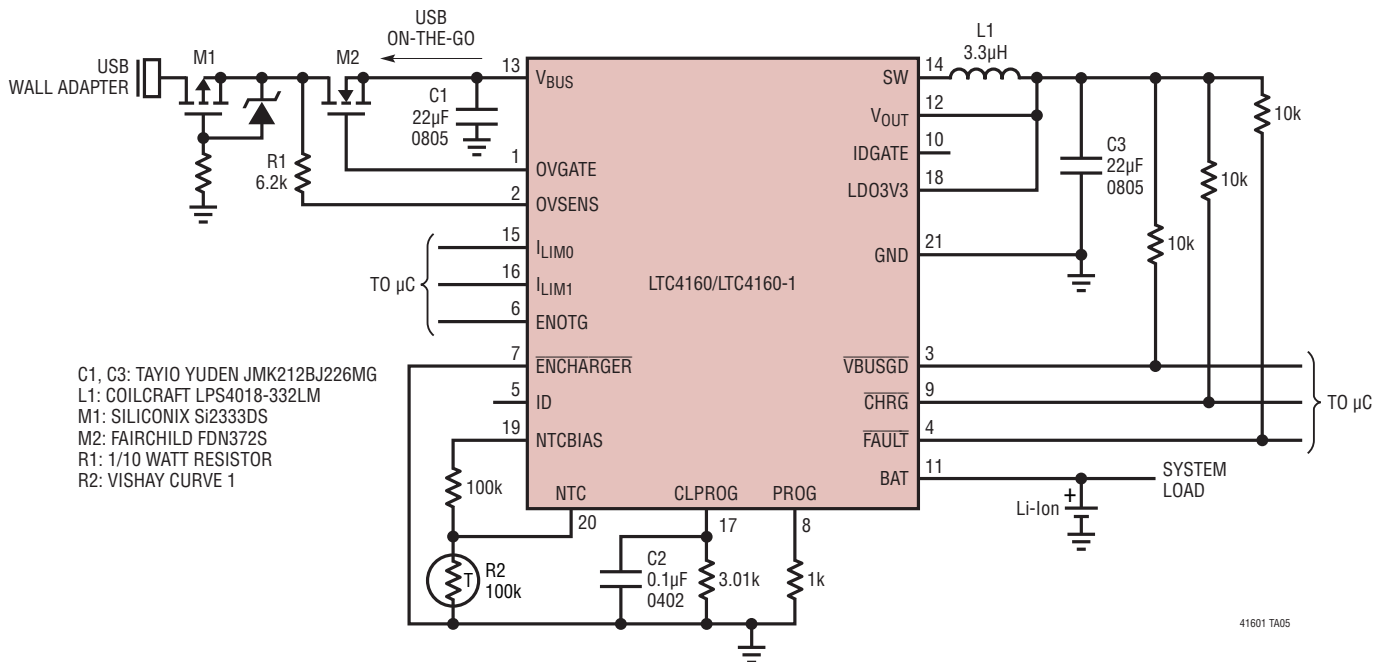 USB
ON-THE-GO
USB
WALL ADAPTER
M1
M2
R1
6.2k
C1
22µF
0805
13
VBUS
1
OVGATE
2
OVSENS
15
ILIM0
16
ILIM1
6
ENOTG
TO µC
7
ENCHARGER
5
ID
19
NTCBIAS
100k
NTC
20
T
R2
100k
CLPROG
17
C2
0.1µF
0402
3.01k
PROG
8
1k
LTC4160/LTC4160-1
SW
14
L1
3.3µH
VOUT
12
IDGATE
10
LDO3V3
18
GND
21
C3
22µF
0805
10k
10k
10k
VBUSGD
3
CHRG
9
FAULT
4
TO µC
BAT
11
SYSTEM
LOAD
Li-Ion
+
C1, C3: TAYIO YUDEN JMK212BJ226MG
L1: COILCRAFT LPS4018-332LM
M1: SILICONIX Si2333DS
M2: FAIRCHILD FDN372S
R1: 1/10 WATT RESISTOR
R2: VISHAY CURVE 1
41601 TA05